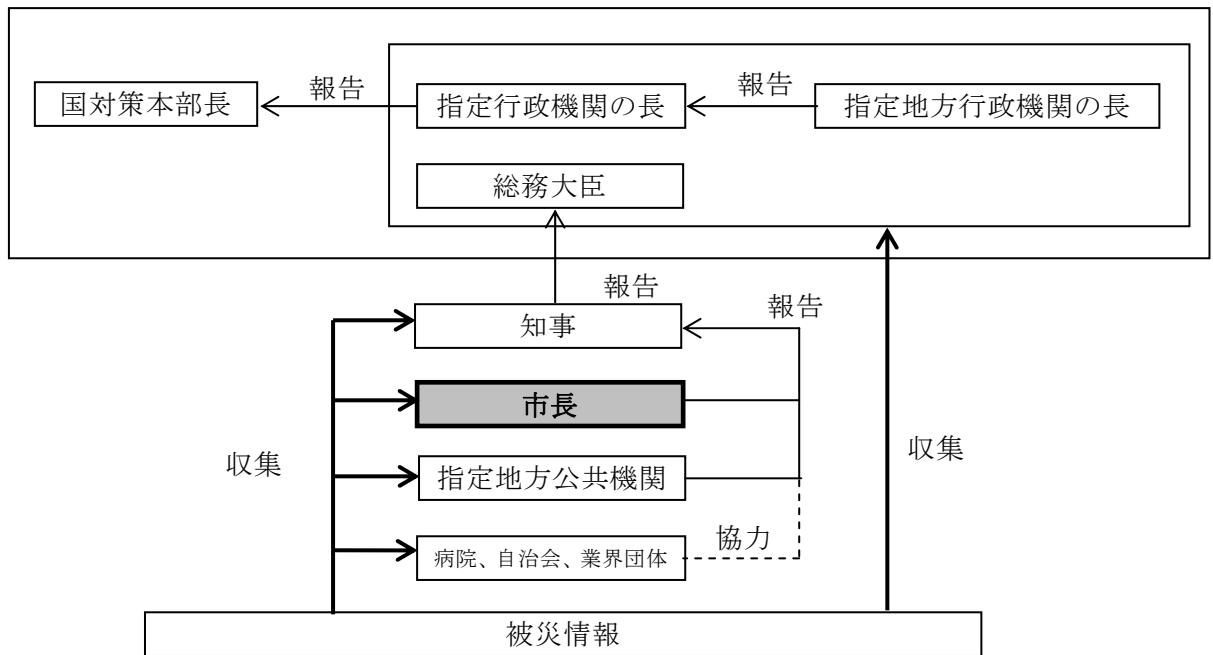 報告
報告
国対策本部長
指定行政機関の長
指定地方行政機関の長
総務大臣
報告
報告
知事
市長
収集
収集
指定地方公共機関
協力
病院、自治会、業界団体
被災情報